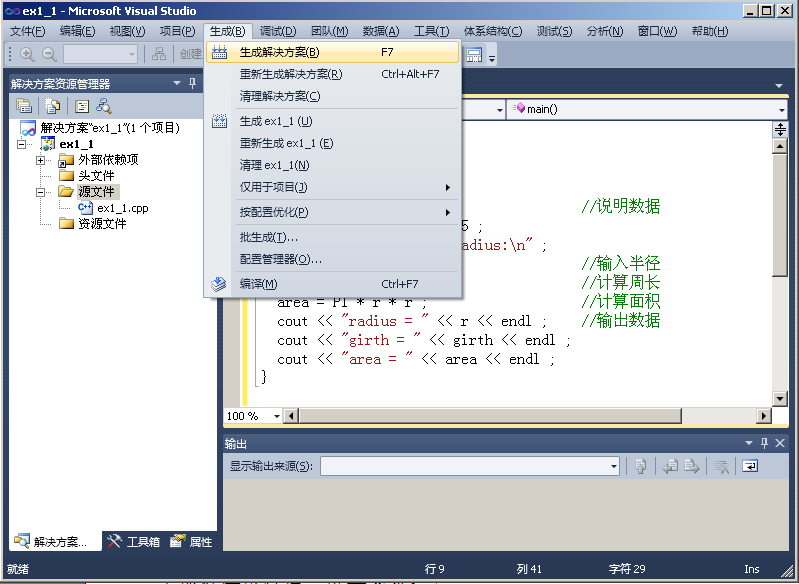 ex1_1 - Microsoft Visual Studio
文件(F) 编辑(E) 视图(V) 项目(P) 生成(B) 调试(D) 团队(M) 数据(A) 工具(T) 体系结构(C) 测试(S) 分析(N) 窗口(W) 帮助(H)
创建
生成解决方案(B) F7
重新生成解决方案(R) Ctrl+Alt+F7
清理解决方案(C)
生成 ex1_1 (U)
重新生成 ex1_1 (E)
清理 ex1_1(N)
仅用于项目(J)
按配置优化(P)
批生成(T)...
配置管理器(O)...
编译(M) Ctrl+F7
解决方案资源管理器
解决方案"ex1_1"(1 个项目)
ex1_1
外部依赖项
头文件
源文件
ex1_1.cpp
资源文件
main()
//说明数据
5 ;
adius:\n" ;
//输入半径
//计算周长
area = PI * r * r ; //计算面积
cout << "radius = " << r << endl ; //输出数据
cout << "girth = " << girth << endl ;
cout << "area = " << area << endl ;
}
100 %
输出
显示输出来源(S):
解决方案... 工具箱 属性
就绪 行 9 列 41 字符 29 Ins